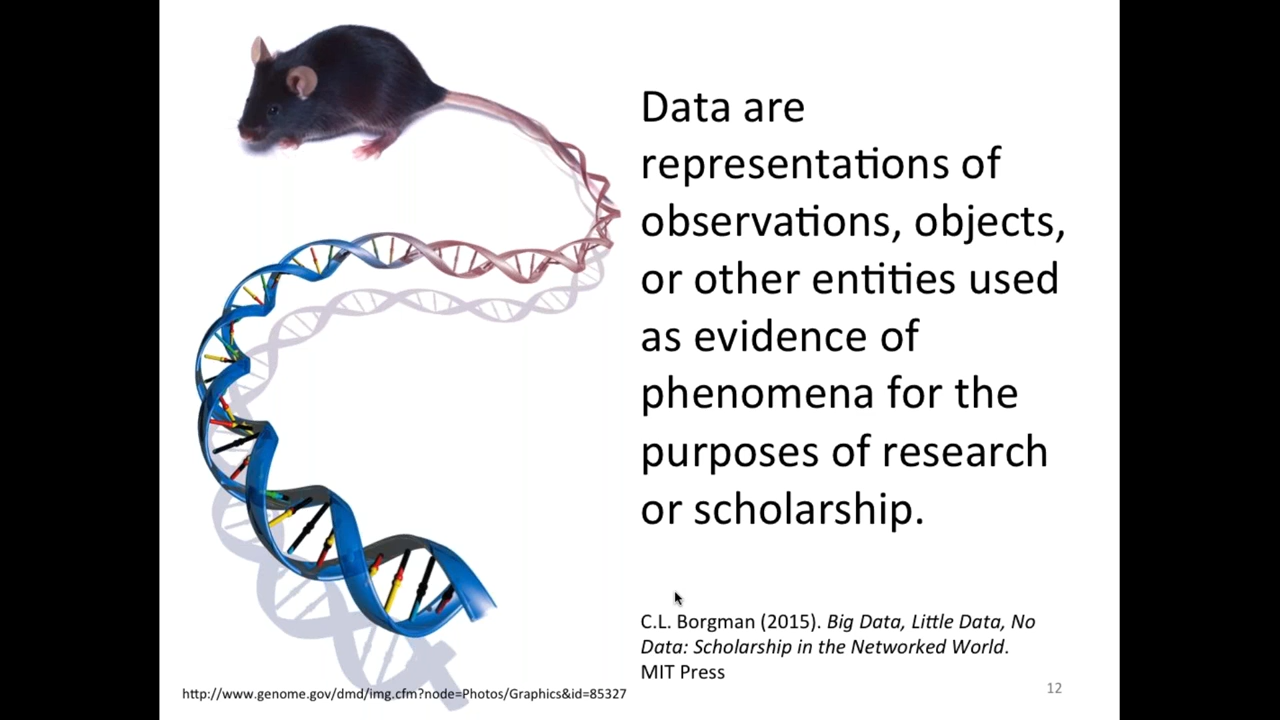 Data are
representations of
observations, objects,
or other entities used
as evidence of
phenomena for the
purposes of research
or scholarship.
C.L. Borgman (2015). Big Data, Little Data, No
Data: Scholarship in the Networked World.
MIT Press
http://www.genome.gov/dmd/img.cfm?node=Photos/Graphics&id=85327
12